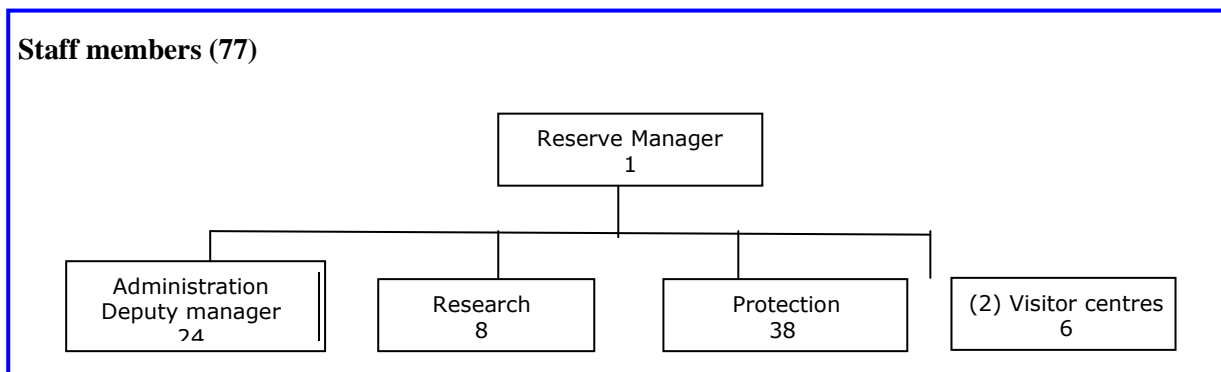 Staff members (77)
Reserve Manager
1
Administration
Deputy manager
24
Research
8
Protection
38
(2) Visitor centres
6